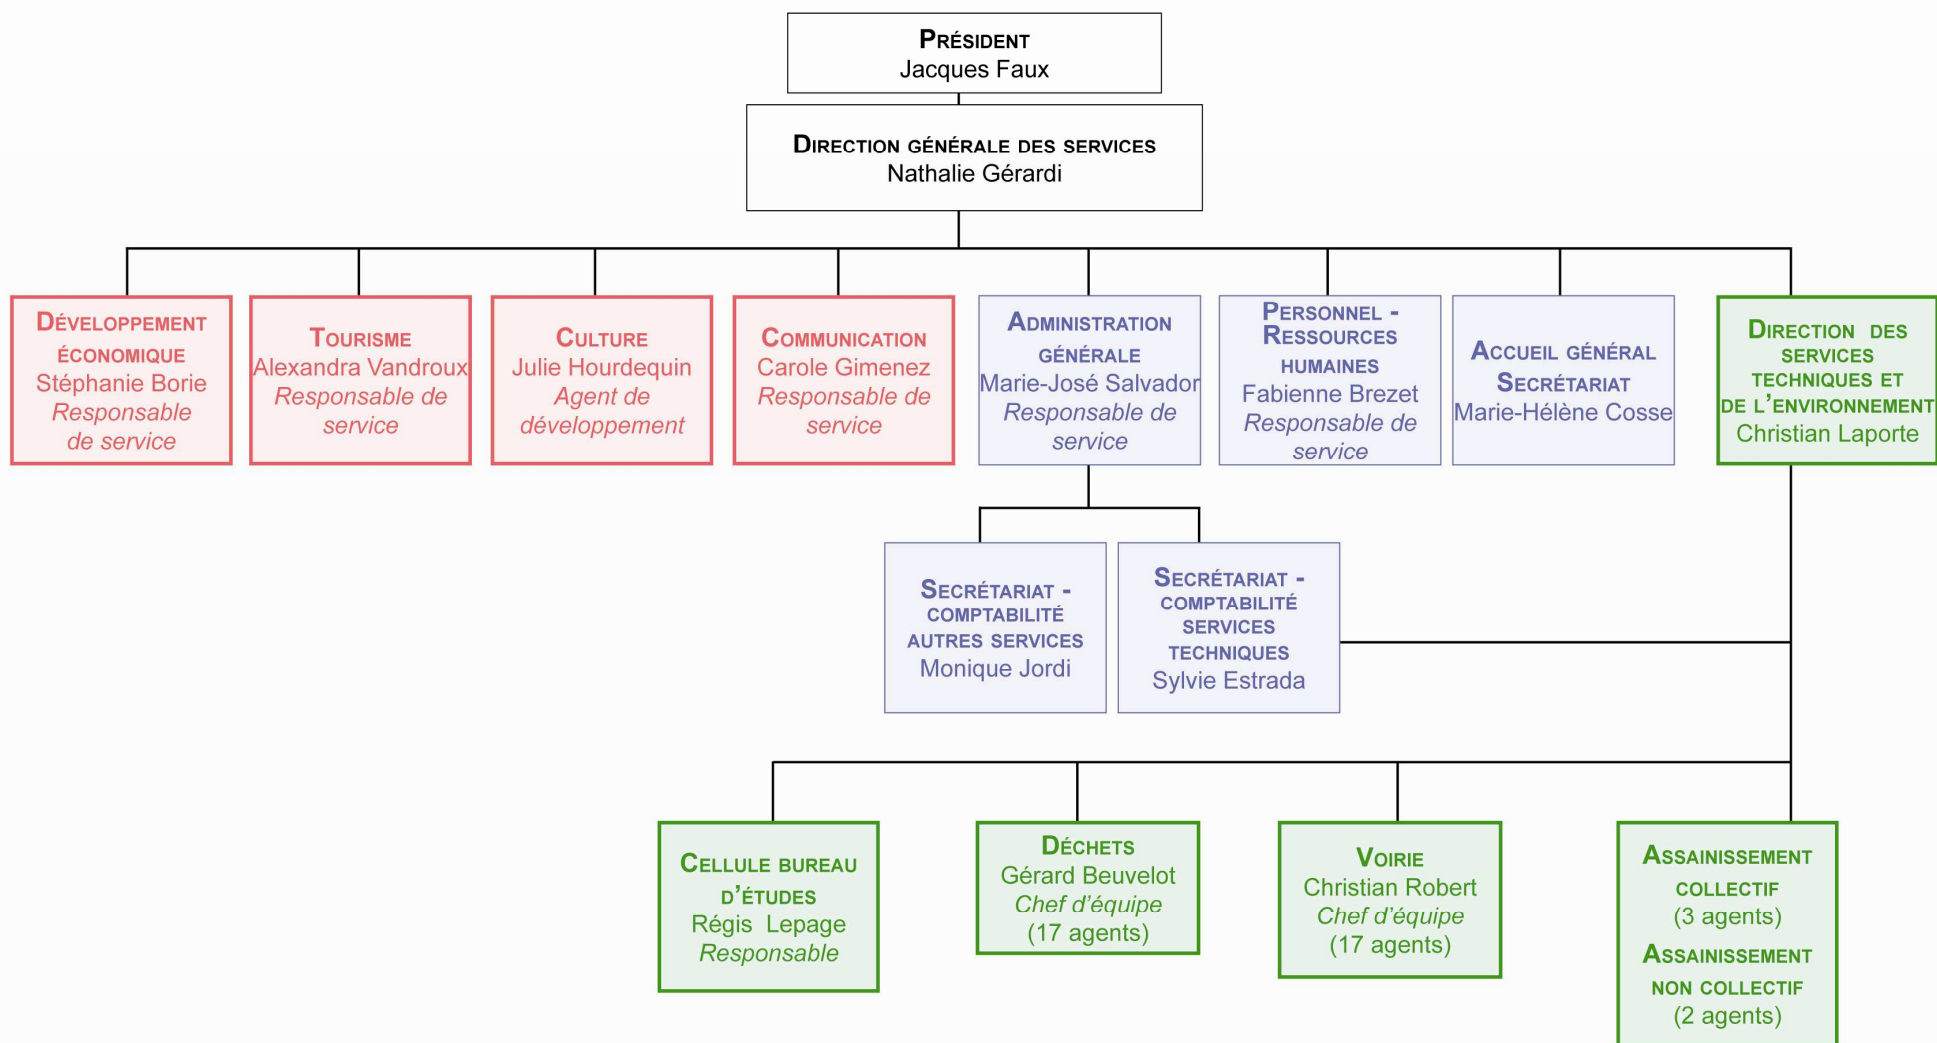 PRÉSIDENT
Jacques Faux
DIRECTION GÉNÉRALE DES SERVICES
Nathalie Gérardi
DÉVELOPPEMENT
ÉCONOMIQUE
Stéphanie Borie
Responsable
de service
TOURISME
Alexandra Vandroux
Responsable de
service
CULTURE
Julie Hourdequin
Agent de
développement
COMMUNICATION
Carole Gimenez
Responsable de
service
ADMINISTRATION
GÉNÉRALE
Marie-José Salvador
Responsable de
service
PERSONNEL -
RESSOURCES
HUMAINES
Fabienne Brezet
Responsable de
service
ACCUEIL GÉNÉRAL
SECRÉTARIAT
Marie-Hélène Cosse
DIRECTION DES
SERVICES
TECHNIQUES ET
DE L'ENVIRONNEMENT
Christian Laporte
SECRÉTARIAT -
COMPTABILITÉ
AUTRES SERVICES
Monique Jordi
SECRÉTARIAT -
COMPTABILITÉ
SERVICES
TECHNIQUES
Sylvie Estrada
CELLULE BUREAU
D'ÉTUDES
Régis Lepage
Responsable
DÉCHETS
Gérard Beuvelot
Chef d'équipe
(17 agents)
VOIRIE
Christian Robert
Chef d'équipe
(17 agents)
ASSAINISSEMENT
COLLECTIF
(3 agents)
ASSAINISSEMENT
NON COLLECTIF
(2 agents)